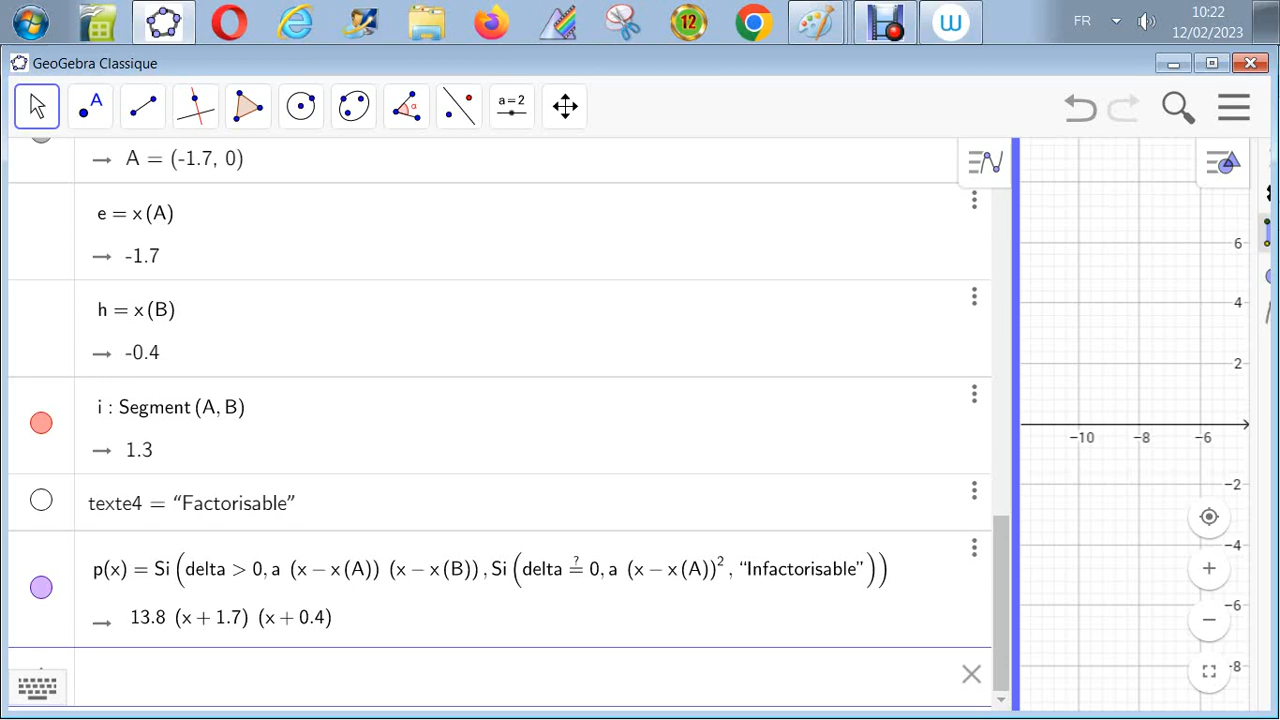 12
W
FR
10:22
12/02/2023
GeoGebra Classique
A
α
a=2
→ A = (-1.7, 0)
e = x(A)
→ -1.7
h = x(B)
→ -0.4
i : Segment (A, B)
→ 1.3
texte4 = “Factorisable”
p(x) = Si (delta > 0, a (x − x(A)) (x − x(B)), Si (delta ≟ 0, a (x − x(A))², “Infactorisable”))
→ 13.8 (x + 1.7) (x + 0.4)
6
4
2
−10 −8 −6
−2
−4
−6
−8